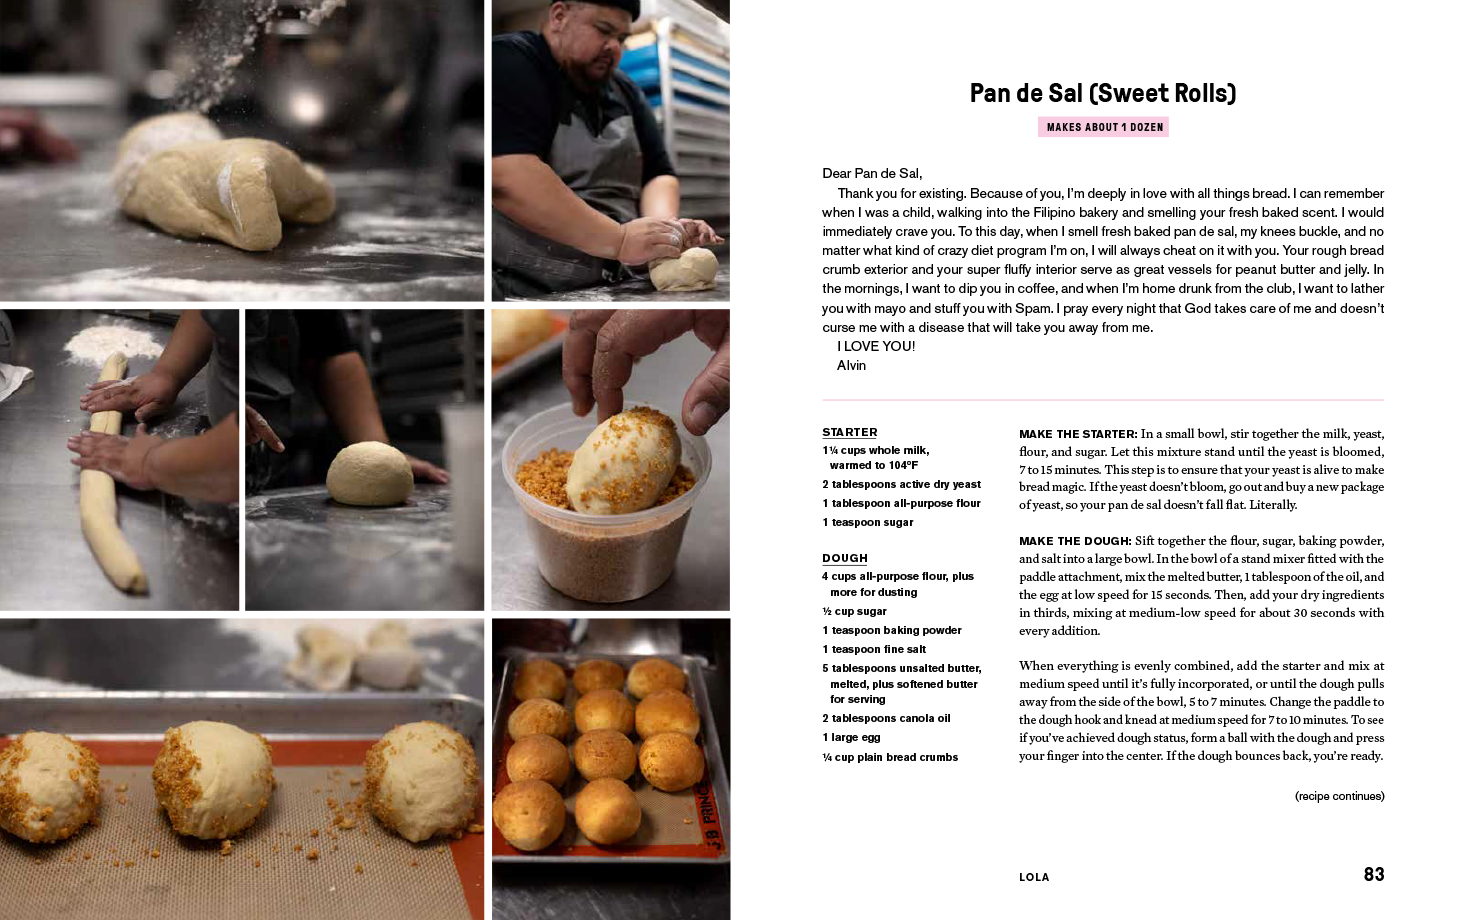 Pan de Sal (Sweet Rolls)
MAKES ABOUT 1 DOZEN
Dear Pan de Sal,
Thank you for existing. Because of you, I’m deeply in love with all things bread. I can remember
when I was a child, walking into the Filipino bakery and smelling your fresh baked scent. I would
immediately crave you. To this day, when I smell fresh baked pan de sal, my knees buckle, and no
matter what kind of crazy diet program I’m on, I will always cheat on it with you. Your rough bread
crumb exterior and your super fluffy interior serve as great vessels for peanut butter and jelly. In
the mornings, I want to dip you in coffee, and when I’m home drunk from the club, I want to lather
you with mayo and stuff you with Spam. I pray every night that God takes care of me and doesn’t
curse me with a disease that will take you away from me.
I LOVE YOU!
Alvin
STARTER
1¼ cups whole milk,
warmed to 104°F
2 tablespoons active dry yeast
1 tablespoon all-purpose flour
1 teaspoon sugar
DOUGH
4 cups all-purpose flour, plus
more for dusting
½ cup sugar
1 teaspoon baking powder
1 teaspoon fine salt
5 tablespoons unsalted butter,
melted, plus softened butter
for serving
2 tablespoons canola oil
1 large egg
¼ cup plain bread crumbs
MAKE THE STARTER: In a small bowl, stir together the milk, yeast,
flour, and sugar. Let this mixture stand until the yeast is bloomed,
7 to 15 minutes. This step is to ensure that your yeast is alive to make
bread magic. If the yeast doesn’t bloom, go out and buy a new package
of yeast, so your pan de sal doesn’t fall flat. Literally.
MAKE THE DOUGH: Sift together the flour, sugar, baking powder,
and salt into a large bowl. In the bowl of a stand mixer fitted with the
paddle attachment, mix the melted butter, 1 tablespoon of the oil, and
the egg at low speed for 15 seconds. Then, add your dry ingredients
in thirds, mixing at medium-low speed for about 30 seconds with
every addition.
When everything is evenly combined, add the starter and mix at
medium speed until it’s fully incorporated, or until the dough pulls
away from the side of the bowl, 5 to 7 minutes. Change the paddle to
the dough hook and knead at medium speed for 7 to 10 minutes. To see
if you’ve achieved dough status, form a ball with the dough and press
your finger into the center. If the dough bounces back, you’re ready.
(recipe continues)
LOLA
83